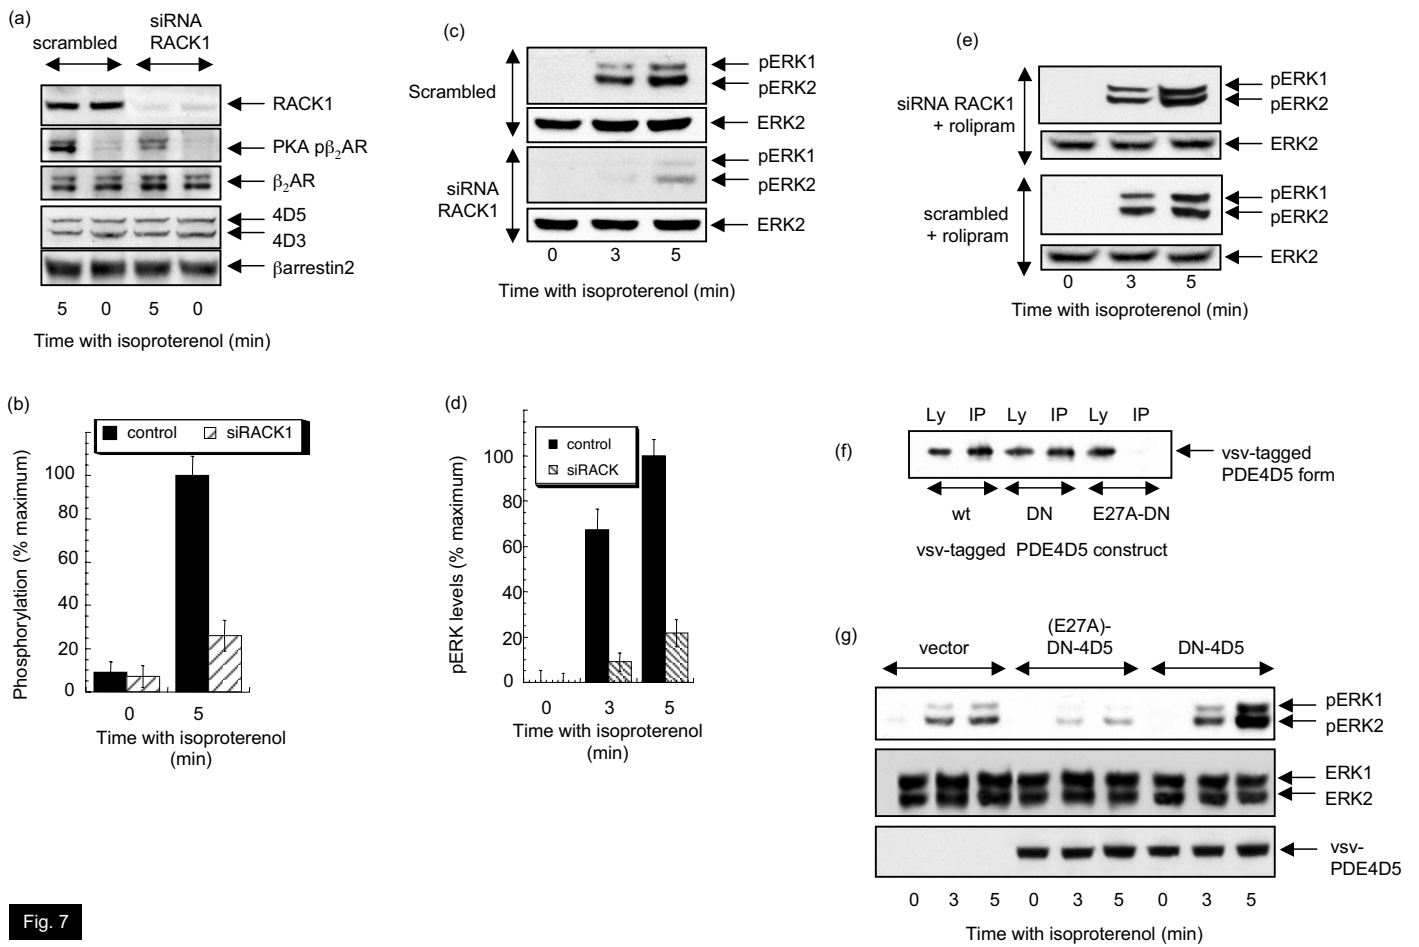 (a)
scrambled
siRNA
RACK1
RACK1
PKA pβ₂AR
β₂AR
4D5
4D3
βarrestin2
5 0 5 0
Time with isoproterenol (min)
(b)
control siRACK1
Phosphorylation (% maximum)
100
80
60
40
20
0
0 5
Time with isoproterenol
(min)
(c)
Scrambled
pERK1
pERK2
ERK2
siRNA
RACK1
pERK1
pERK2
ERK2
0 3 5
Time with isoproterenol (min)
(d)
control
siRACK
pERK levels (% maximum)
100
80
60
40
20
0
0 3 5
Time with isoproterenol
(min)
(e)
siRNA RACK1
+ rolipram
pERK1
pERK2
ERK2
scrambled
+ rolipram
pERK1
pERK2
ERK2
0 3 5
Time with isoproterenol (min)
(f)
Ly IP Ly IP Ly IP
vsv-tagged
PDE4D5 form
wt DN E27A-DN
vsv-tagged PDE4D5 construct
(g)
vector
(E27A)-
DN-4D5
DN-4D5
pERK1
pERK2
ERK1
ERK2
vsv-
PDE4D5
0 3 5 0 3 5 0 3 5
Time with isoproterenol (min)
Fig. 7